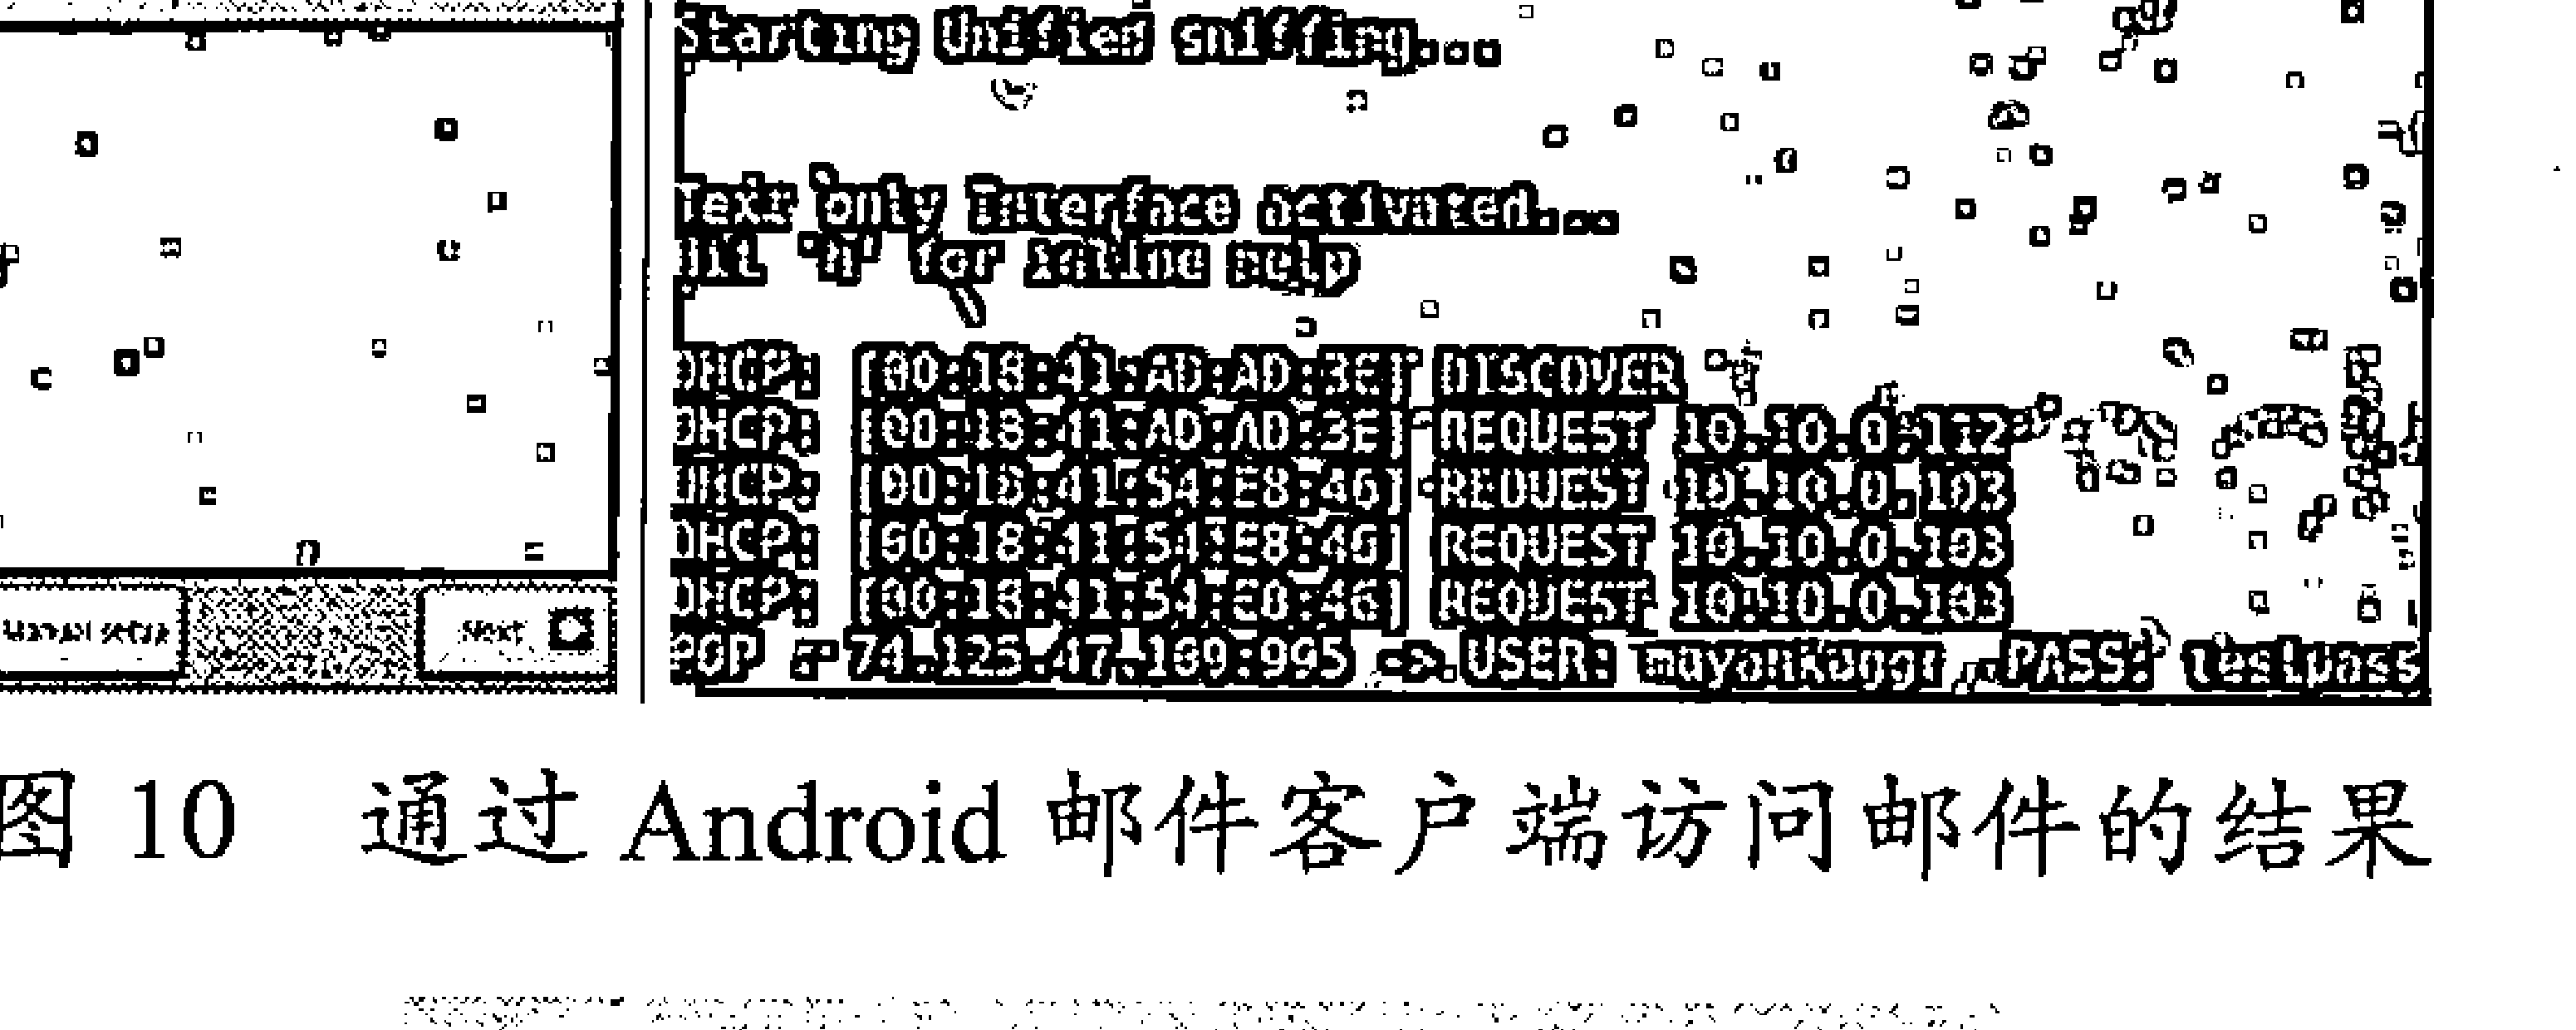 Starting Unified sniffing...
Text only Interface activated...
Hit 'h' for inline help
DHCP: [00:18:41:AD:AD:3E] DISCOVER
DHCP: [00:18:41:AD:AD:3E] REQUEST 10.10.0.112
DHCP: [00:18:41:54:E8:46] REQUEST 10.10.0.103
DHCP: [00:18:41:54:E8:46] REQUEST 10.10.0.103
DHCP: [00:18:41:54:E8:46] REQUEST 10.10.0.103
Manual setup Next
POP : 74.125.47.109:995 -> USER: PASS: testpass
图 10 通过 Android 邮件客户端访问邮件的结果